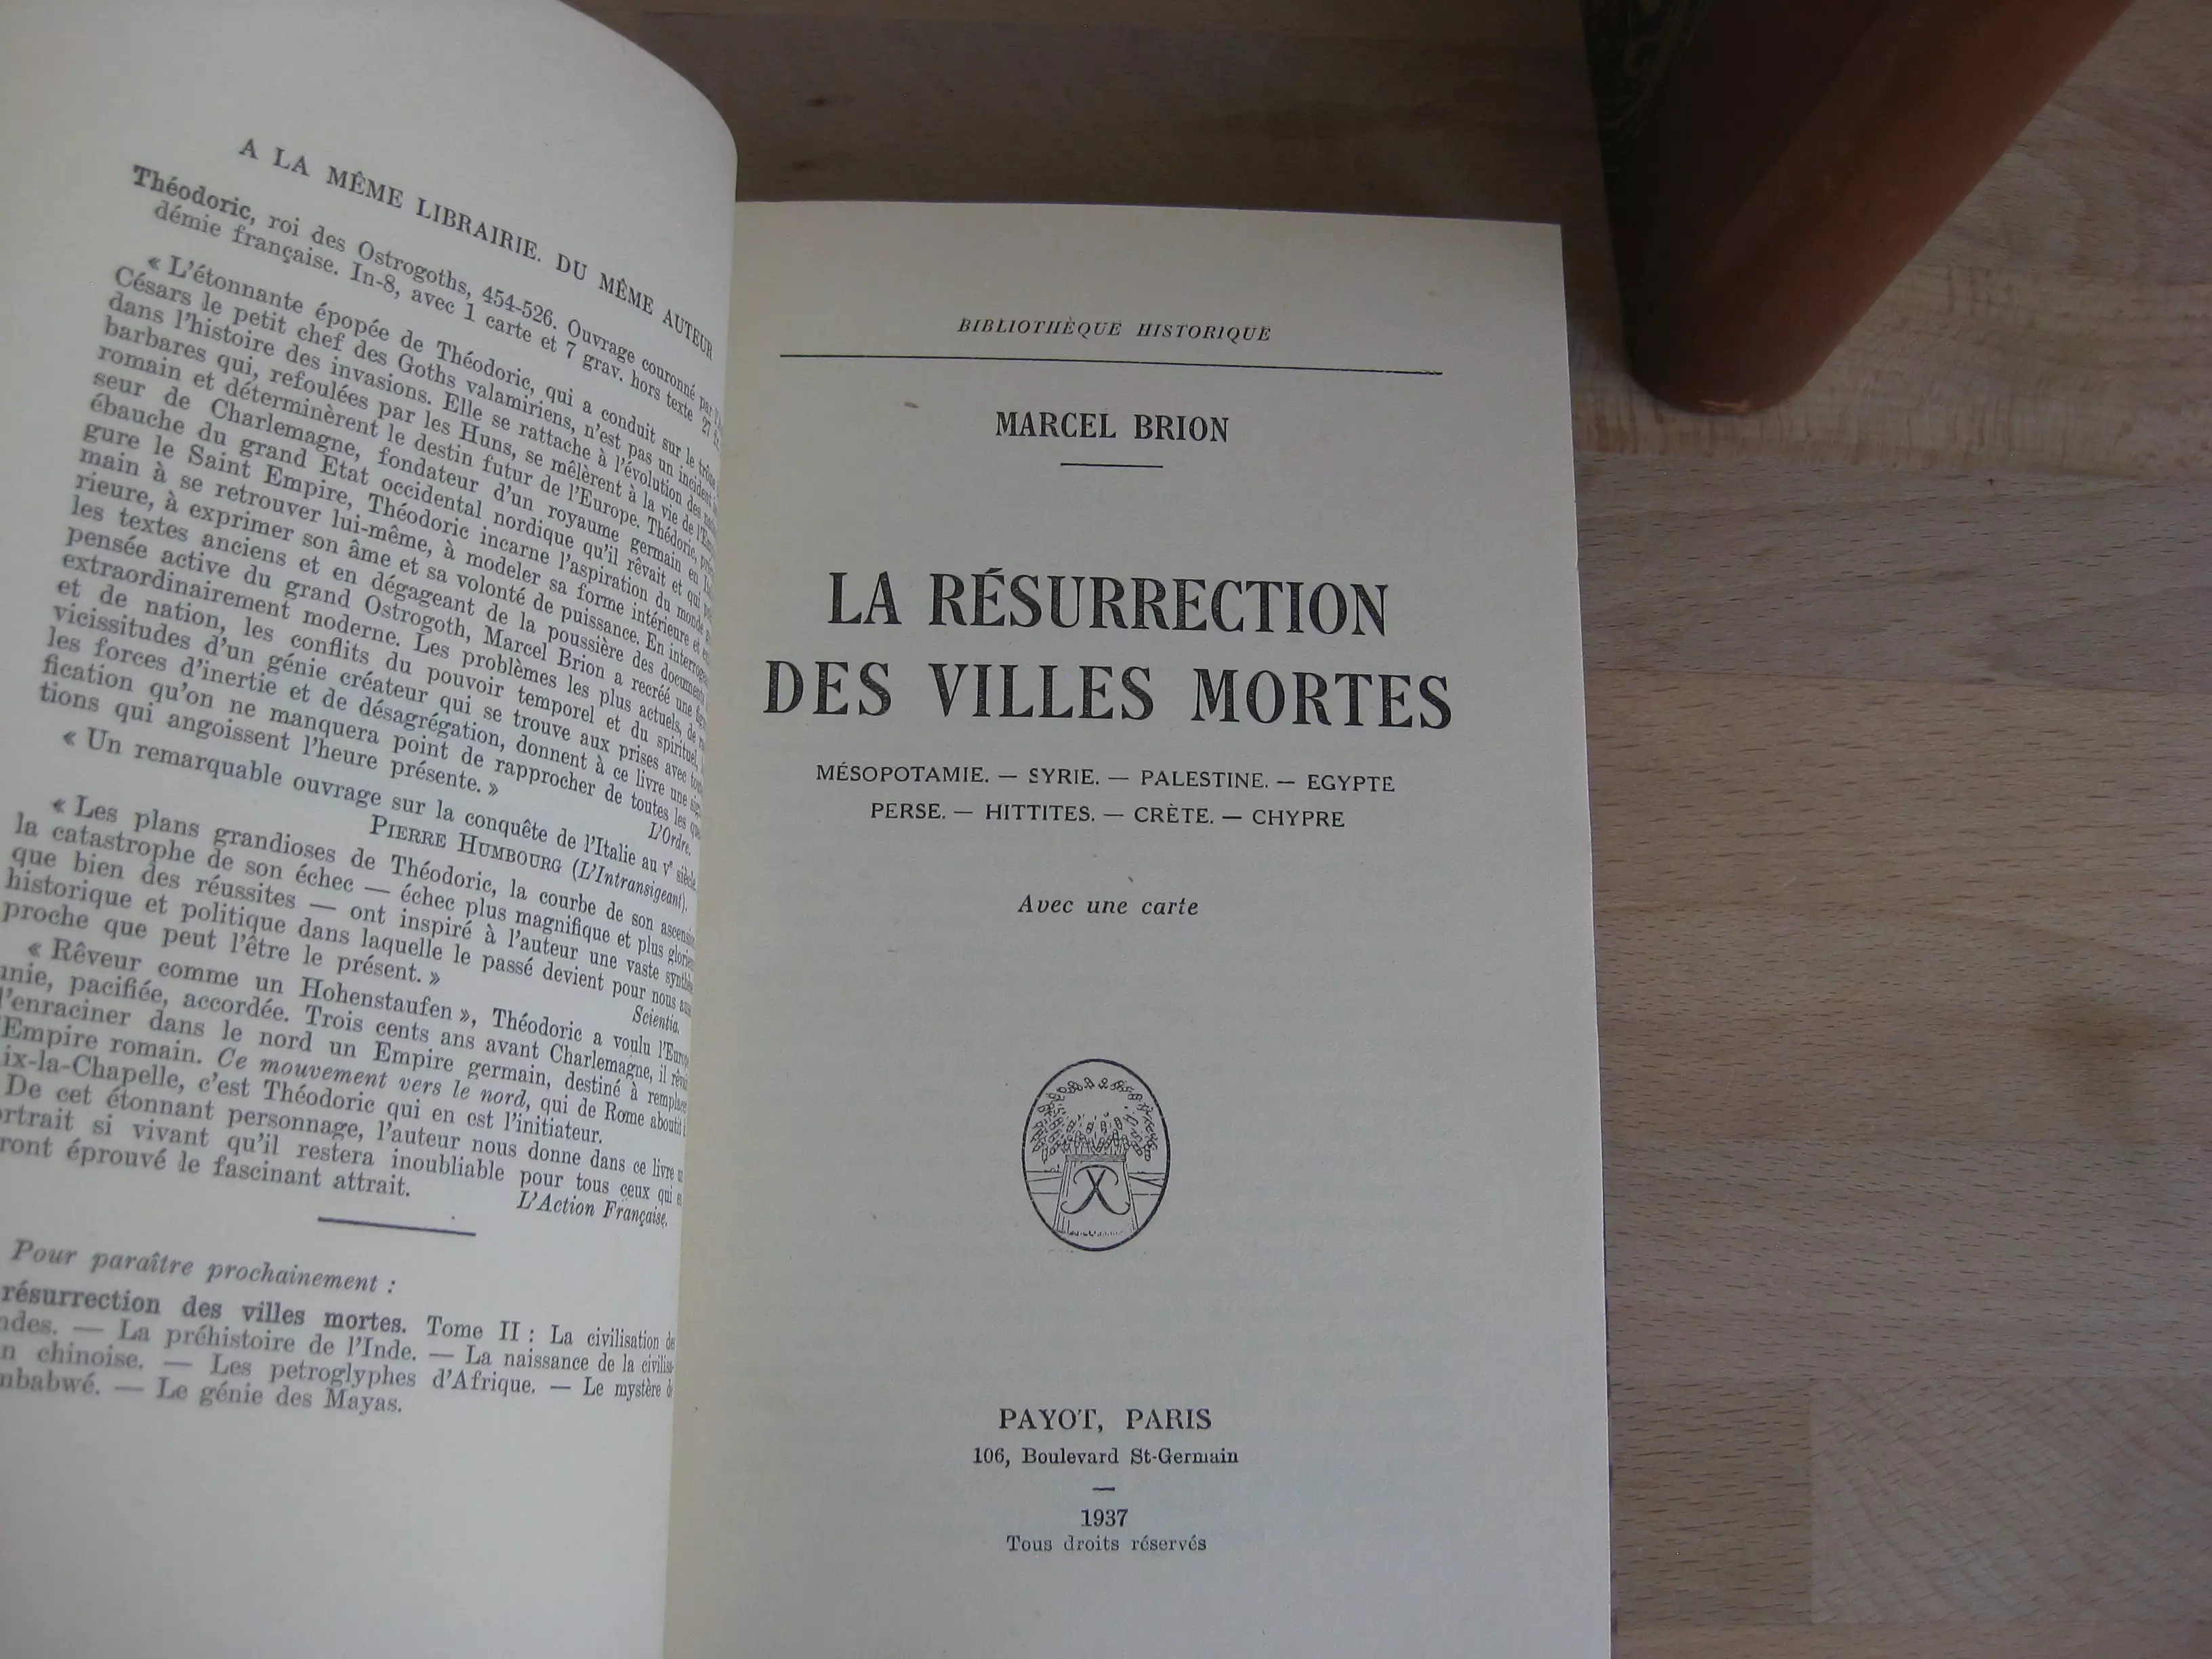 A LA MÊME LIBRAIRIE. DU MÊME AUTEUR
Théodoric, roi des Ostrogoths, 454-526. Ouvrage couronné par
démie française. In-8, avec 1 carte et 7 grav. hors texte 27
« L'étonnante épopée de Théodoric, qui a conduit sur le trône
Césars le petit chef des Goths valamiriens, n'est pas un incident
dans l'histoire des invasions. Elle se rattache à l'évolution des
barbares qui, refoulées par les Huns, se mêlèrent à la vie de
romain et déterminèrent le destin futur de l'Europe. Thédoric,
seur de Charlemagne, fondateur d'un royaume germain en
ébauche du grand Etat occidental nordique qu'il rêvait et qui
gure le Saint Empire, Théodoric incarne l'aspiration du monde
main à se retrouver lui-même, à modeler sa forme intérieure et
rieure, à exprimer son âme et sa volonté de puissance. En
les textes anciens et en dégageant de la poussière des documents
pensée active du grand Ostrogoth, Marcel Brion a recréé une
extraordinairement moderne. Les problèmes les plus actuels, de
et de nation, les conflits du pouvoir temporel et du spirituel,
vicissitudes d'un génie créateur qui se trouve aux prises avec
les forces d'inertie et de désagrégation, donnent à ce livre une
fication qu'on ne manquera point de rapprocher de toutes les
tions qui angoissent l'heure présente. »
L'Ordre.
« Un remarquable ouvrage sur la conquête de l'Italie au Vᵉ siècle.
PIERRE HUMBOURG (L'Intransigeant).
« Les plans grandioses de Théodoric, la courbe de son
la catastrophe de son échec — échec plus magnifique et plus
que bien des réussites — ont inspiré à l'auteur une vaste
historique et politique dans laquelle le passé devient pour nous
proche que peut l'être le présent. »
Scientia.
« Rêveur comme un Hohenstaufen », Théodoric a voulu
unie, pacifiée, accordée. Trois cents ans avant Charlemagne, il
l'enraciner dans le nord un Empire germain, destiné à
Empire romain. Ce mouvement vers le nord, qui de Rome
ix-la-Chapelle, c'est Théodoric qui en est l'initiateur.
De cet étonnant personnage, l'auteur nous donne dans ce livre
ortrait si vivant qu'il restera inoubliable pour tous ceux qui
ront éprouvé le fascinant attrait.
L'Action Française.
Pour paraître prochainement :
résurrection des villes mortes. Tome II : La civilisation
ndes. — La préhistoire de l'Inde. — La naissance de la
n chinoise. — Les petroglyphes d'Afrique. — Le mystère
mbabwé. — Le génie des Mayas.
BIBLIOTHÈQUE HISTORIQUE
MARCEL BRION
LA RÉSURRECTION
DES VILLES MORTES
MÉSOPOTAMIE. — SYRIE. — PALESTINE. — EGYPTE
PERSE. — HITTITES. — CRÈTE. — CHYPRE
Avec une carte
PAYOT, PARIS
106, Boulevard St-Germain
1937
Tous droits réservés